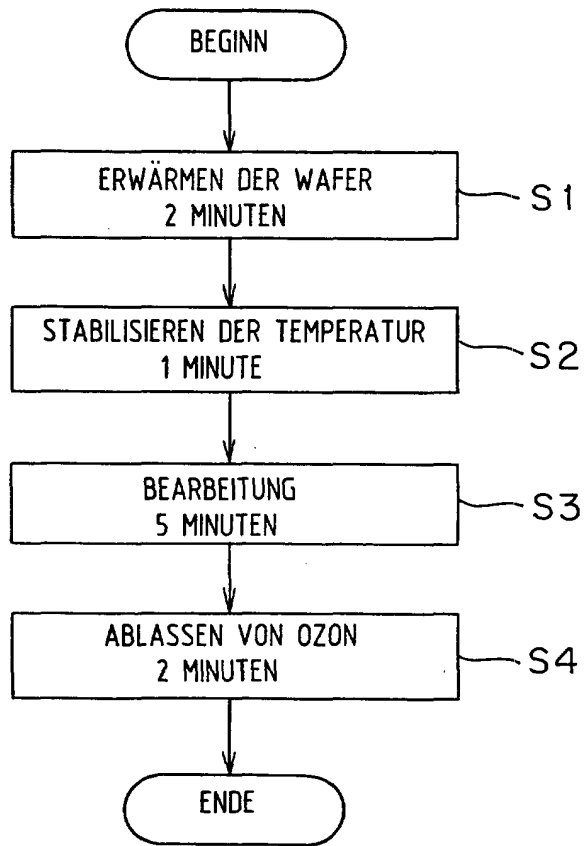 BEGINN
ERWÄRMEN DER WAFER
2 MINUTEN
S1
STABILISIEREN DER TEMPERATUR
1 MINUTE
S2
BEARBEITUNG
5 MINUTEN
S3
ABLASSEN VON OZON
2 MINUTEN
S4
ENDE